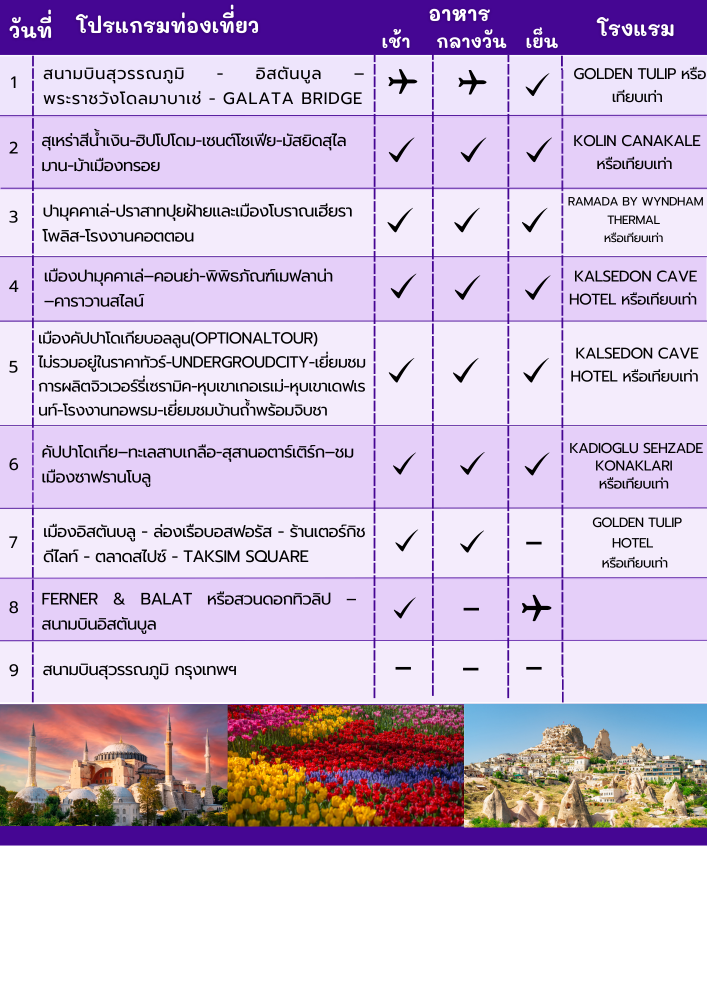 วันที่ โปรแกรมท่องเที่ยว อาหาร โรงแรม
เช้า กลางวัน เย็น
1
สนามบินสุวรรณภูมิ - อิสตันบูล –
พระราชวังโดลมาบาเช่ - GALATA BRIDGE
GOLDEN TULIP หรือ
เทียบเท่า
2
สุเหร่าสีน้ำเงิน-ฮิปโปโดม-เซนต์โซเฟีย-มัสยิดสุไล
มาน-ม้าเมืองทรอย
KOLIN CANAKALE
หรือเทียบเท่า
3
ปามุคคาเล่-ปราสาทปุยฝ้ายและเมืองโบราณเฮียรา
โพลิส-โรงงานคอตตอน
RAMADA BY WYNDHAM
THERMAL
หรือเทียบเท่า
4
เมืองปามุคคาเล่–คอนย่า-พิพิธภัณฑ์เมฟลาน่า
–คาราวานสไลน์
KALSEDON CAVE
HOTEL หรือเทียบเท่า
5
เมืองคัปปาโดเกียบอลลูน(OPTIONALTOUR)
ไม่รวมอยู่ในราคาทัวร์-UNDERGROUDCITY-เยี่ยมชม
การผลิตจิวเวอร์รี่เซรามิค-หุบเขาเกอเรเม่-หุบเขาเดฟเร
นท์-โรงงานทอพรม-เยี่ยมชมบ้านถ้ำพร้อมจิบชา
KALSEDON CAVE
HOTEL หรือเทียบเท่า
6
คัปปาโดเกีย–ทะเลสาบเกลือ-สุสานอตาร์เติร์ก–ชม
เมืองซาฟรานโบลู
KADIOGLU SEHZADE
KONAKLARI
หรือเทียบเท่า
7
เมืองอิสตันบลู - ล่องเรือบอสฟอรัส - ร้านเตอร์กิช
ดีไลท์ - ตลาดสไปซ์ - TAKSIM SQUARE
GOLDEN TULIP
HOTEL
หรือเทียบเท่า
8
FERNER & BALAT หรือสวนดอกทิวลิป –
สนามบินอิสตันบูล
9
สนามบินสุวรรณภูมิ กรุงเทพฯ